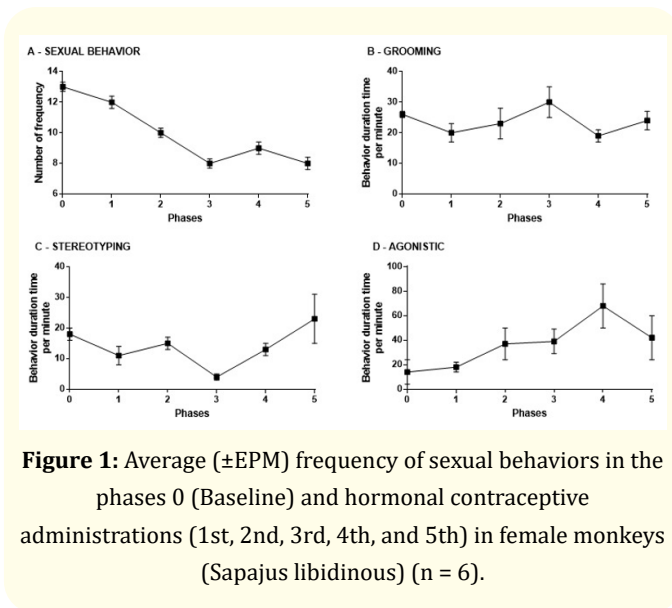 A - SEXUAL BEHAVIOR
Number of frequency
14
12
10
8
6
0 1 2 3 4 5
Phases
B - GROOMING
Behavior duration time
per minute
40
30
20
10
0
0 1 2 3 4 5
Phases
C - STEREOTYPING
Behavior duration time
per minute
40
30
20
10
0
0 1 2 3 4 5
Phases
D - AGONISTIC
Behavior duration time
per minute
100
80
60
40
20
0
0 1 2 3 4 5
Phases
Figure 1: Average (±EPM) frequency of sexual behaviors in the
phases 0 (Baseline) and hormonal contraceptive
administrations (1st, 2nd, 3rd, 4th, and 5th) in female monkeys
(Sapajus libidinous) (n = 6).